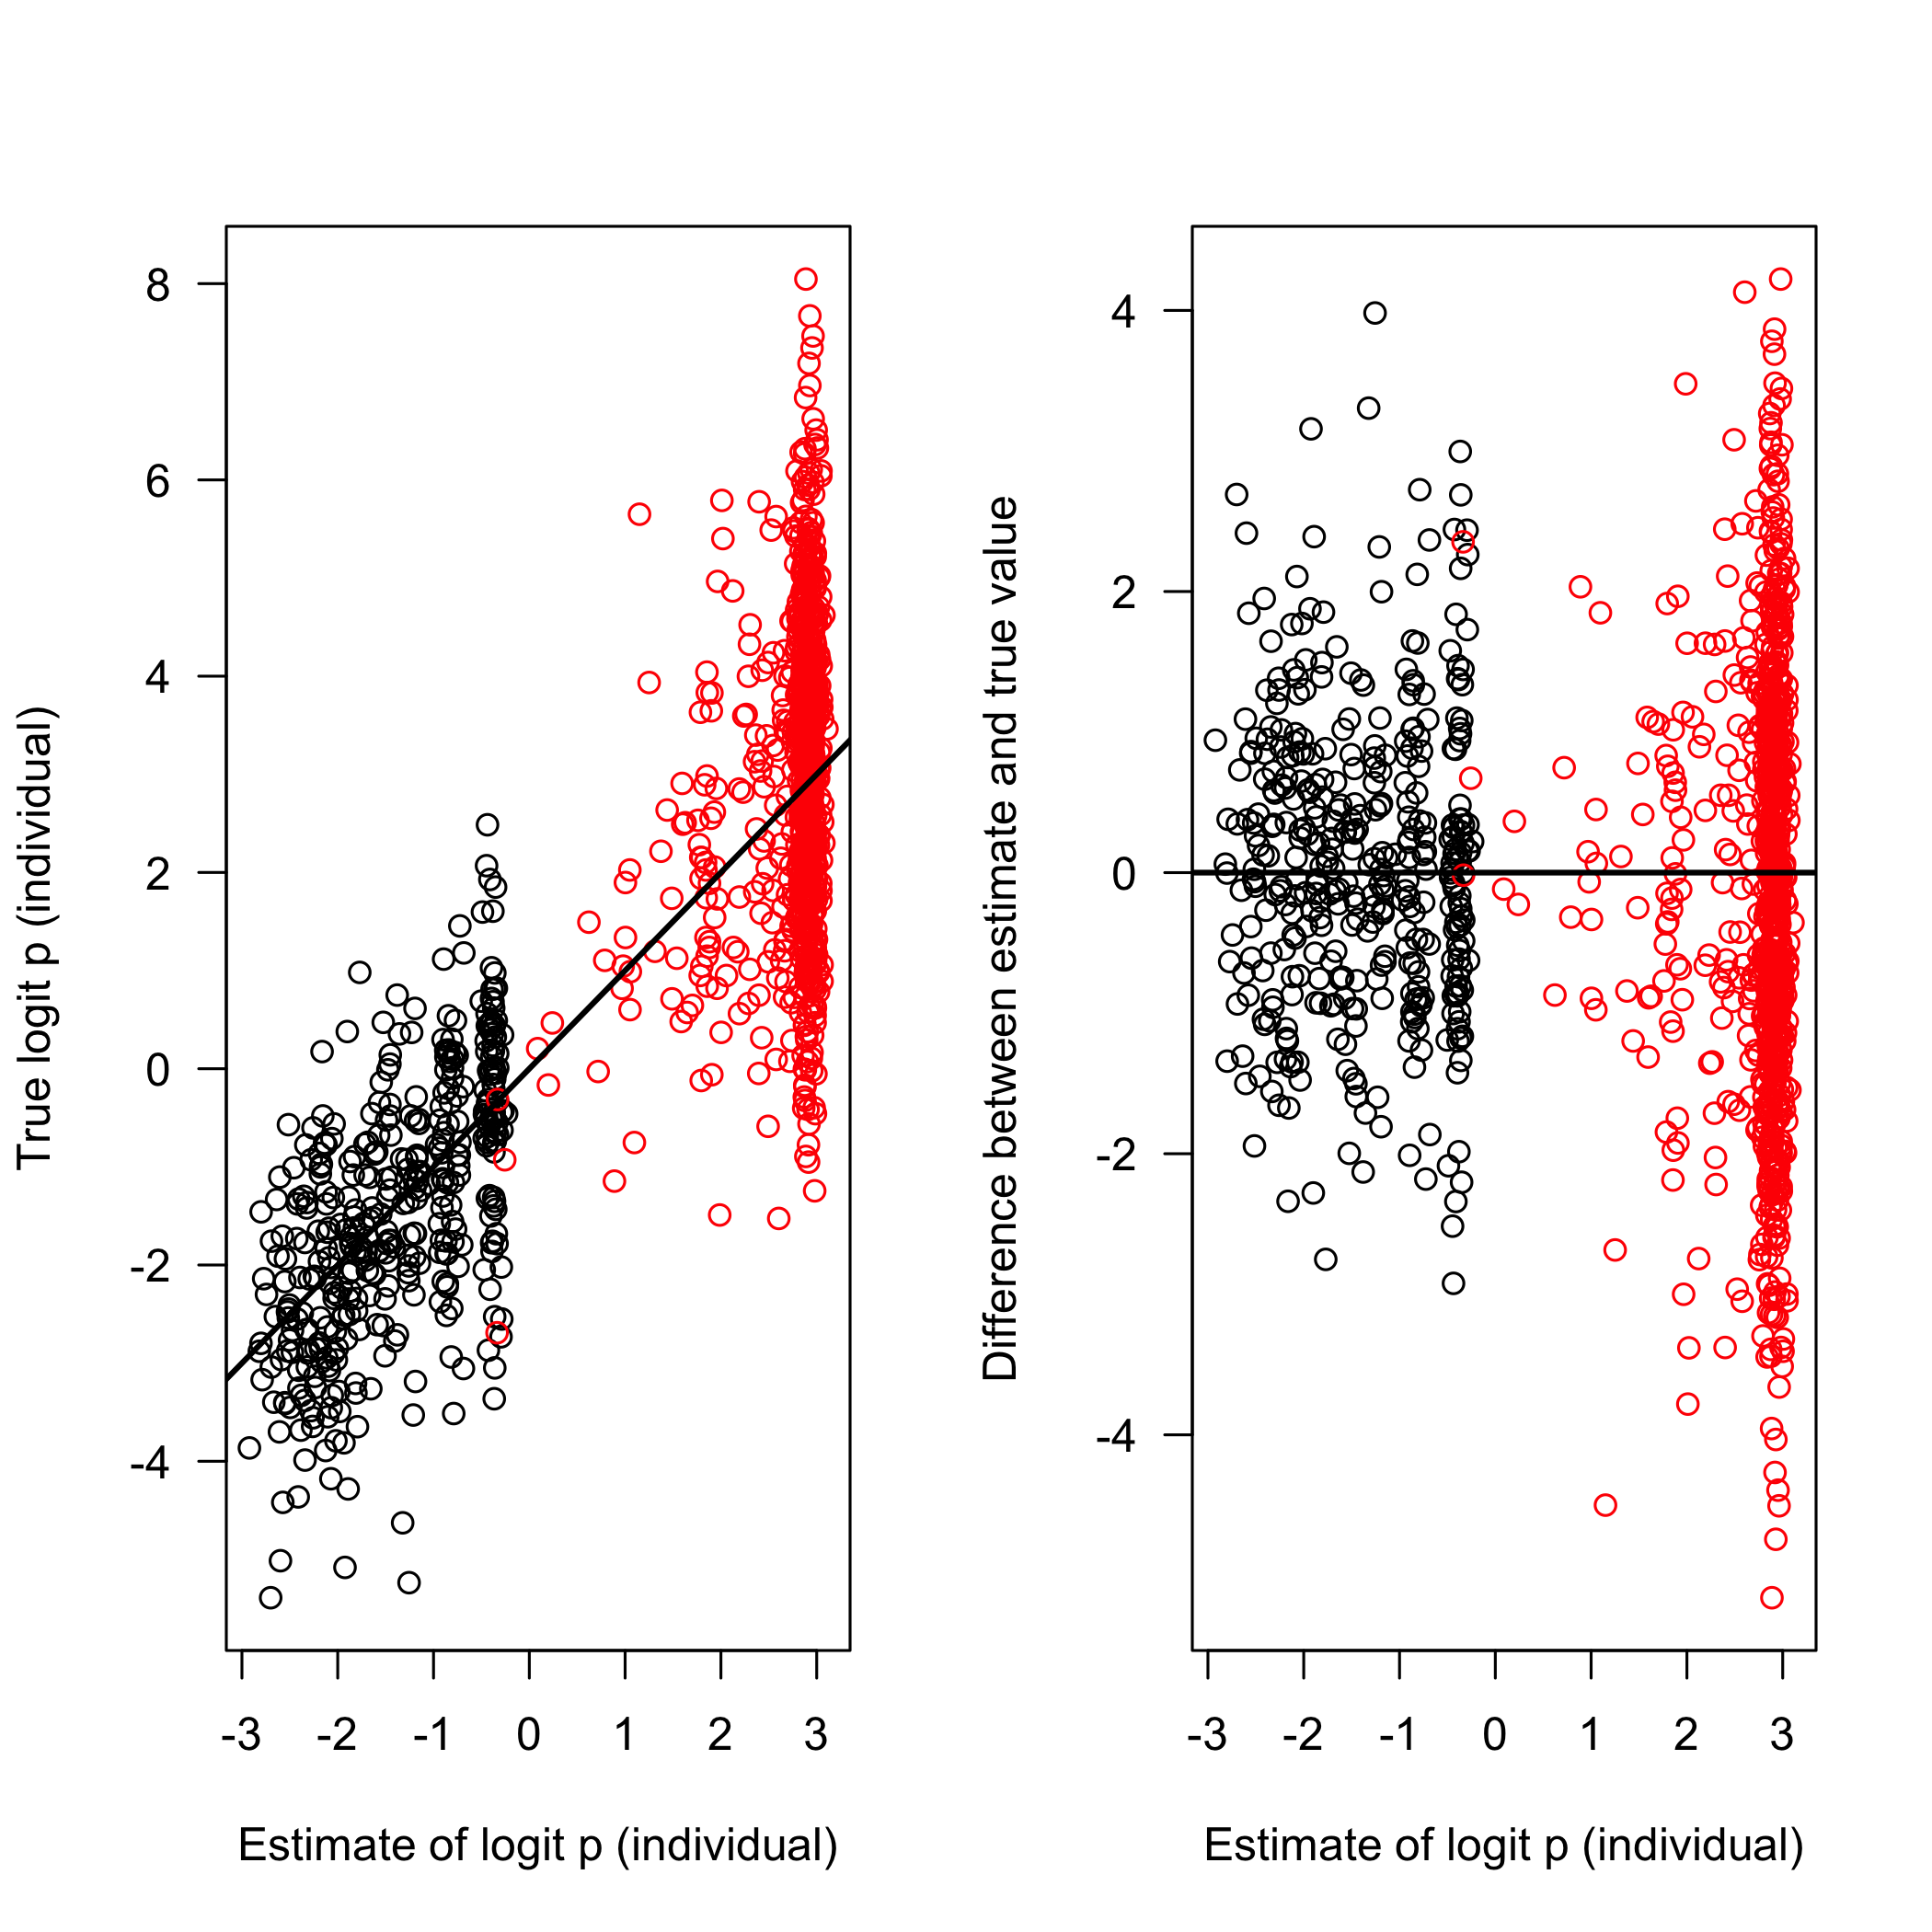 True logit p (individual)
8
6
4
2
0
-2
-4
-3 -2 -1 0 1 2 3
Estimate of logit p (individual)
Difference between estimate and true value
4
2
0
-2
-4
-3 -2 -1 0 1 2 3
Estimate of logit p (individual)